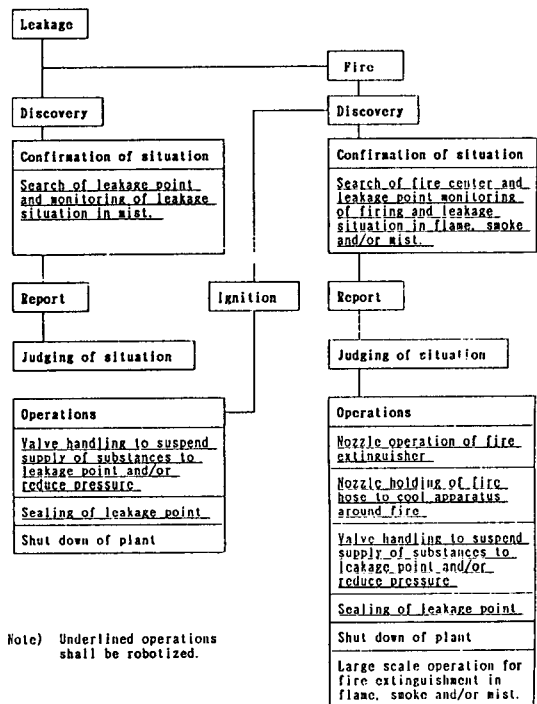 Leakage
Fire
Discovery
Discovery
Confirmation of situation
Search of leakage point
and monitoring of leakage
situation in mist.
Confirmation of situation
Search of fire center and
leakage point monitoring
of firing and leakage
situation in flame, smoke
and/or mist.
Report
Ignition
Report
Judging of situation
Judging of situation
Operations
Valve handling to suspend
supply of substances to
leakage point and/or
reduce pressure
Sealing of leakage point
Shut down of plant
Operations
Nozzle operation of fire
extinguisher
Nozzle holding of fire
hose to cool apparatus
around fire
Valve handling to suspend
supply of substances to
leakage point and/or
reduce pressure
Sealing of leakage point
Shut down of plant
Large scale operation for
fire extinguishment in
flame, smoke and/or mist.
Note) Underlined operations
shall be robotized.